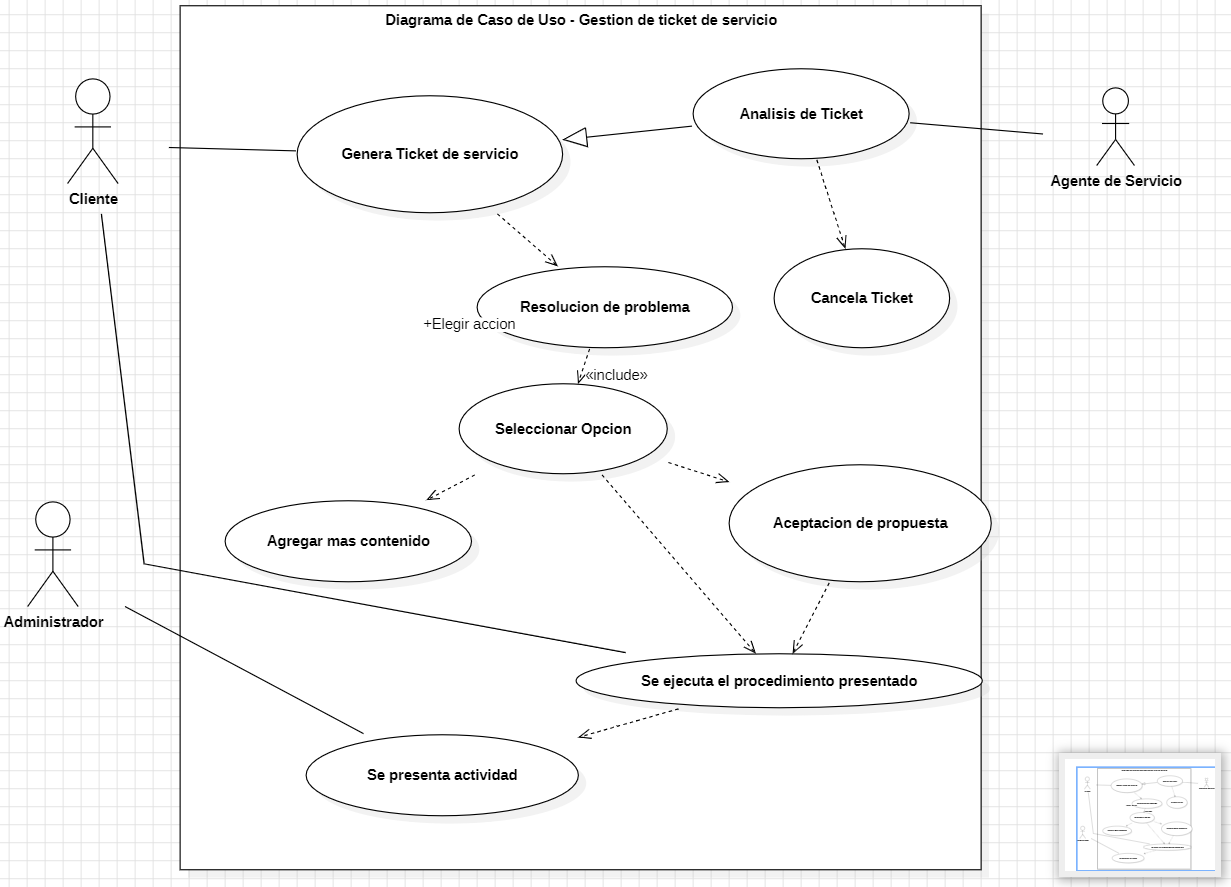 Diagrama de Caso de Uso - Gestion de ticket de servicio
Analisis de Ticket
Genera Ticket de servicio
Agente de Servicio
Cliente
Cancela Ticket
Resolucion de problema
+Elegir accion
«include»
Seleccionar Opcion
Aceptacion de propuesta
Agregar mas contenido
Administrador
Se ejecuta el procedimiento presentado
Se presenta actividad